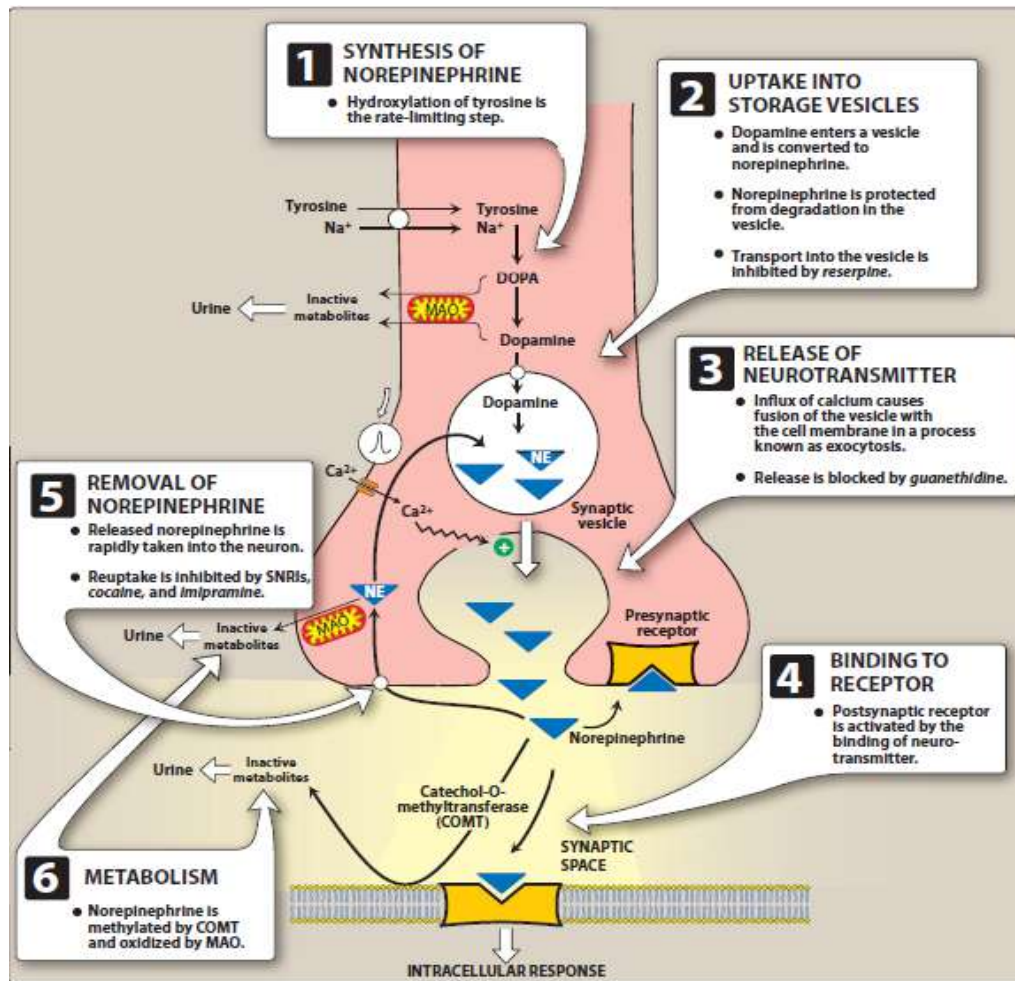 1 SYNTHESIS OF
NOREPINEPHRINE
• Hydroxylation of tyrosine is
the rate-limiting step.
2 UPTAKE INTO
STORAGE VESICLES
• Dopamine enters a vesicle
and is converted to
norepinephrine.
• Norepinephrine is protected
from degradation in the
vesicle.
• Transport into the vesicle is
inhibited by reserpine.
Tyrosine
Tyrosine
Na+
Na+
DOPA
Urine
Inactive
metabolites
MAO
Dopamine
3 RELEASE OF
NEUROTRANSMITTER
• Influx of calcium causes
fusion of the vesicle with
the cell membrane in a process
known as exocytosis.
• Release is blocked by guanethidine.
Dopamine
NE
Synaptic
vesicle
Ca2+
Ca2+
+
5 REMOVAL OF
NOREPINEPHRINE
• Released norepinephrine is
rapidly taken into the neuron.
• Reuptake is inhibited by SNRIs,
cocaine, and imipramine.
NE
MAO
Urine
Inactive
metabolites
Presynaptic
receptor
4 BINDING TO
RECEPTOR
• Postsynaptic receptor
is activated by the
binding of neuro-
transmitter.
Norepinephrine
Urine
Inactive
metabolites
Catechol-O-
methyltransferase
(COMT)
SYNAPTIC
SPACE
6 METABOLISM
• Norepinephrine is
methylated by COMT
and oxidized by MAO.
INTRACELLULAR RESPONSE